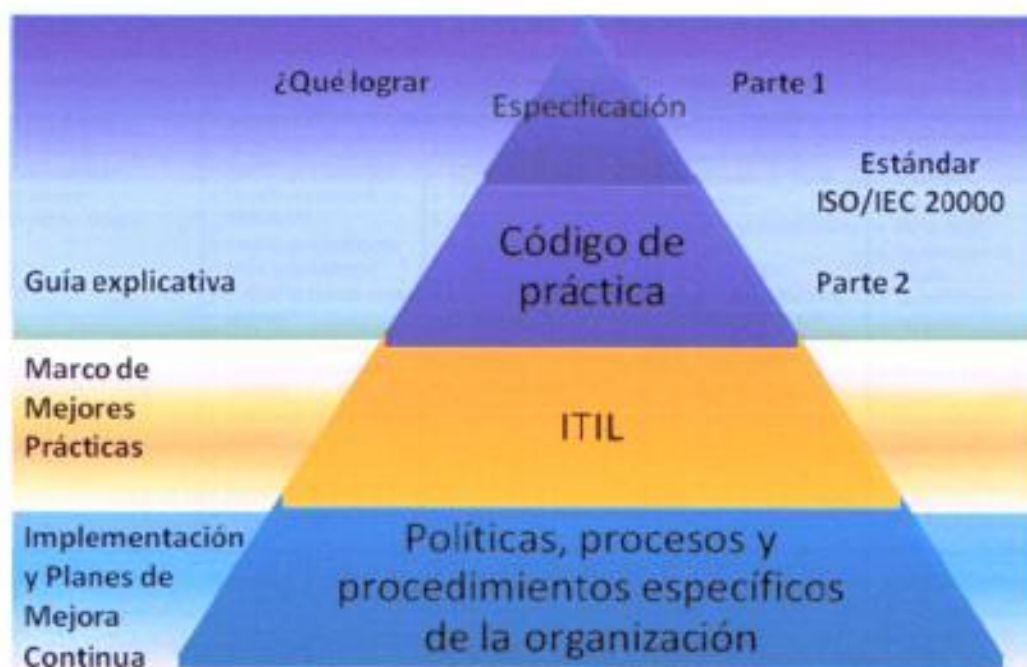 ¿Qué lograr
Especificación
Parte 1
Estándar
ISO/IEC 20000
Código de
práctica
Guía explicativa
Parte 2
Marco de
Mejores
Prácticas
ITIL
Implementación
y Planes de
Mejora
Continua
Políticas, procesos y
procedimientos específicos
de la organización